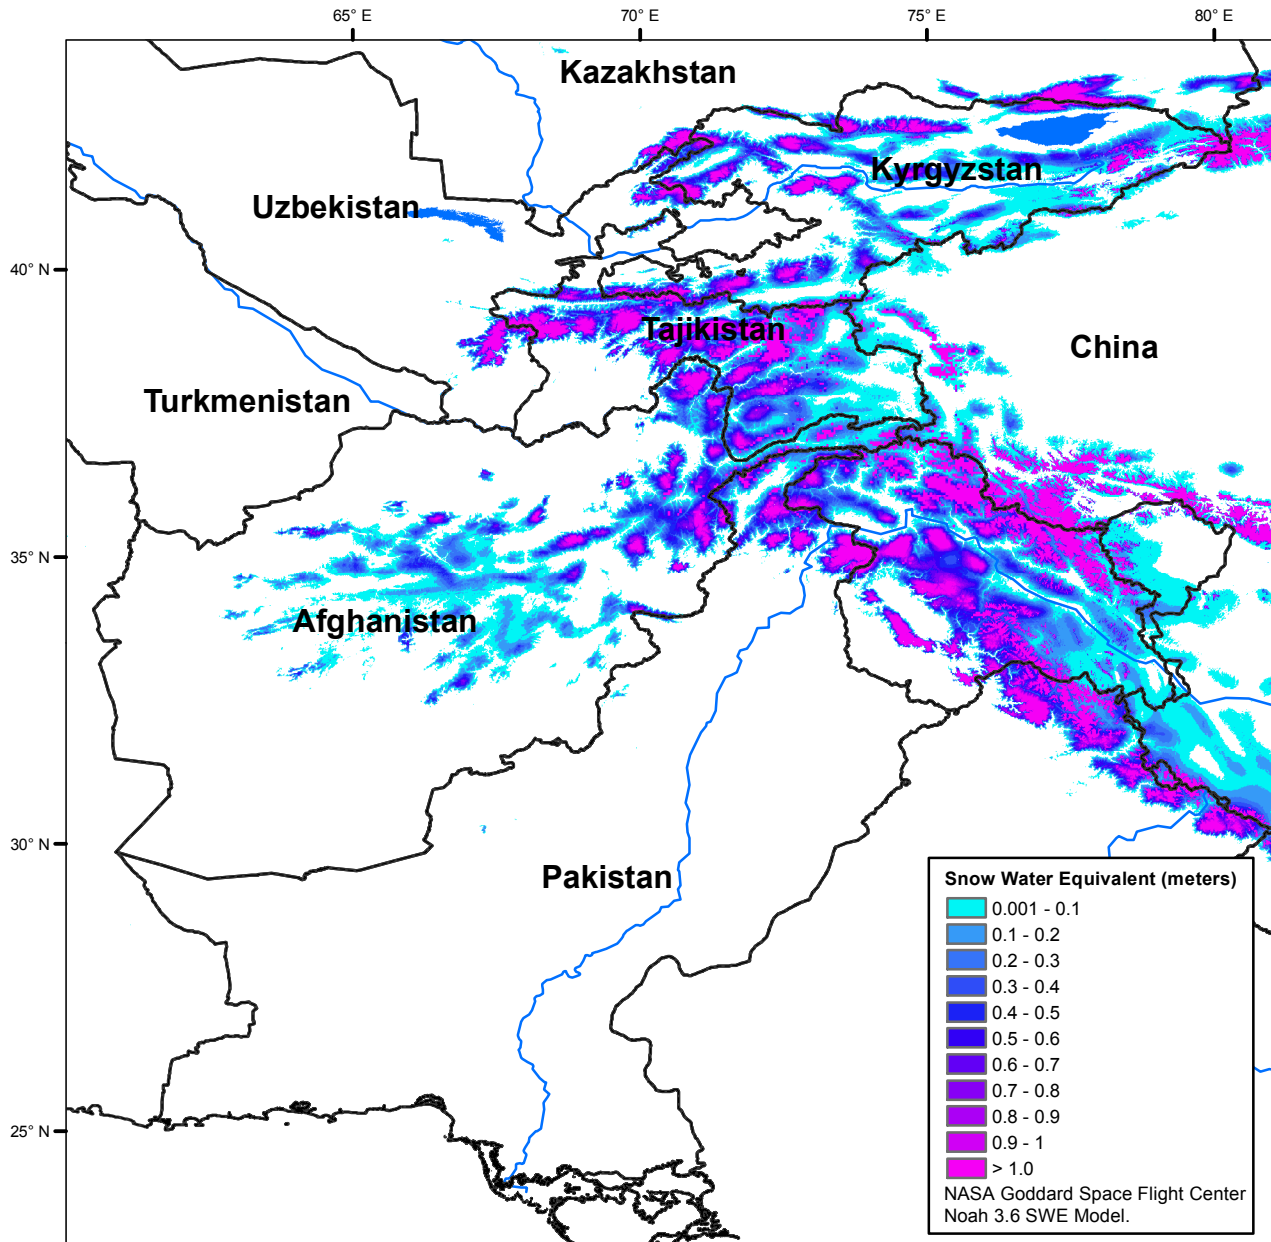 65° E
70° E
75° E
80° E
Kazakhstan
Kyrgyzstan
Uzbekistan
40° N
Tajikistan
China
Turkmenistan
35° N
Afghanistan
30° N
Pakistan
25° N
Snow Water Equivalent (meters)
0.001 - 0.1
0.1 - 0.2
0.2 - 0.3
0.3 - 0.4
0.4 - 0.5
0.5 - 0.6
0.6 - 0.7
0.7 - 0.8
0.8 - 0.9
0.9 - 1
> 1.0
NASA Goddard Space Flight Center
Noah 3.6 SWE Model.